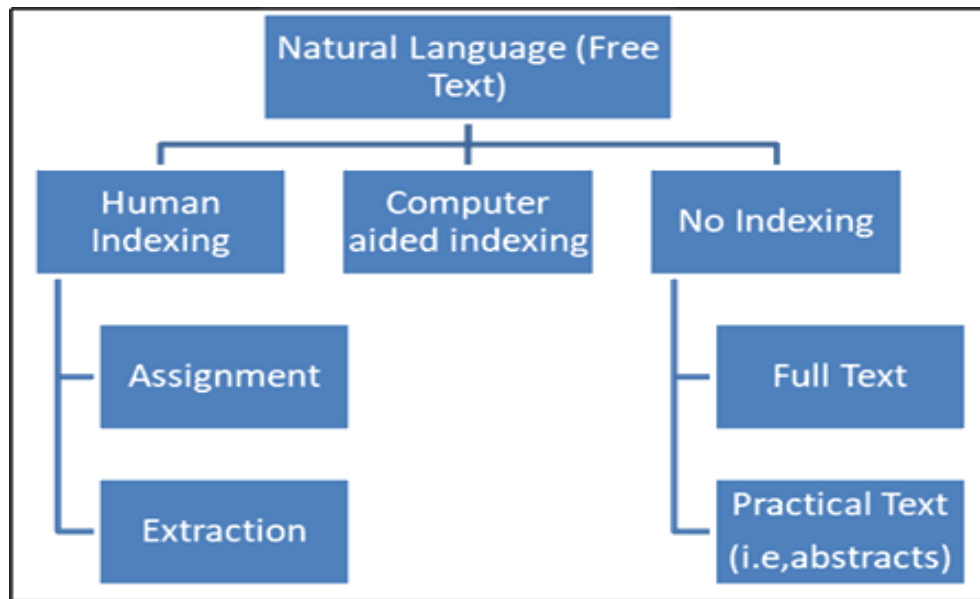 Natural Language (Free
Text)
Human
Indexing
Computer
aided indexing
No Indexing
Assignment
Full Text
Extraction
Practical Text
(i.e,abstracts)